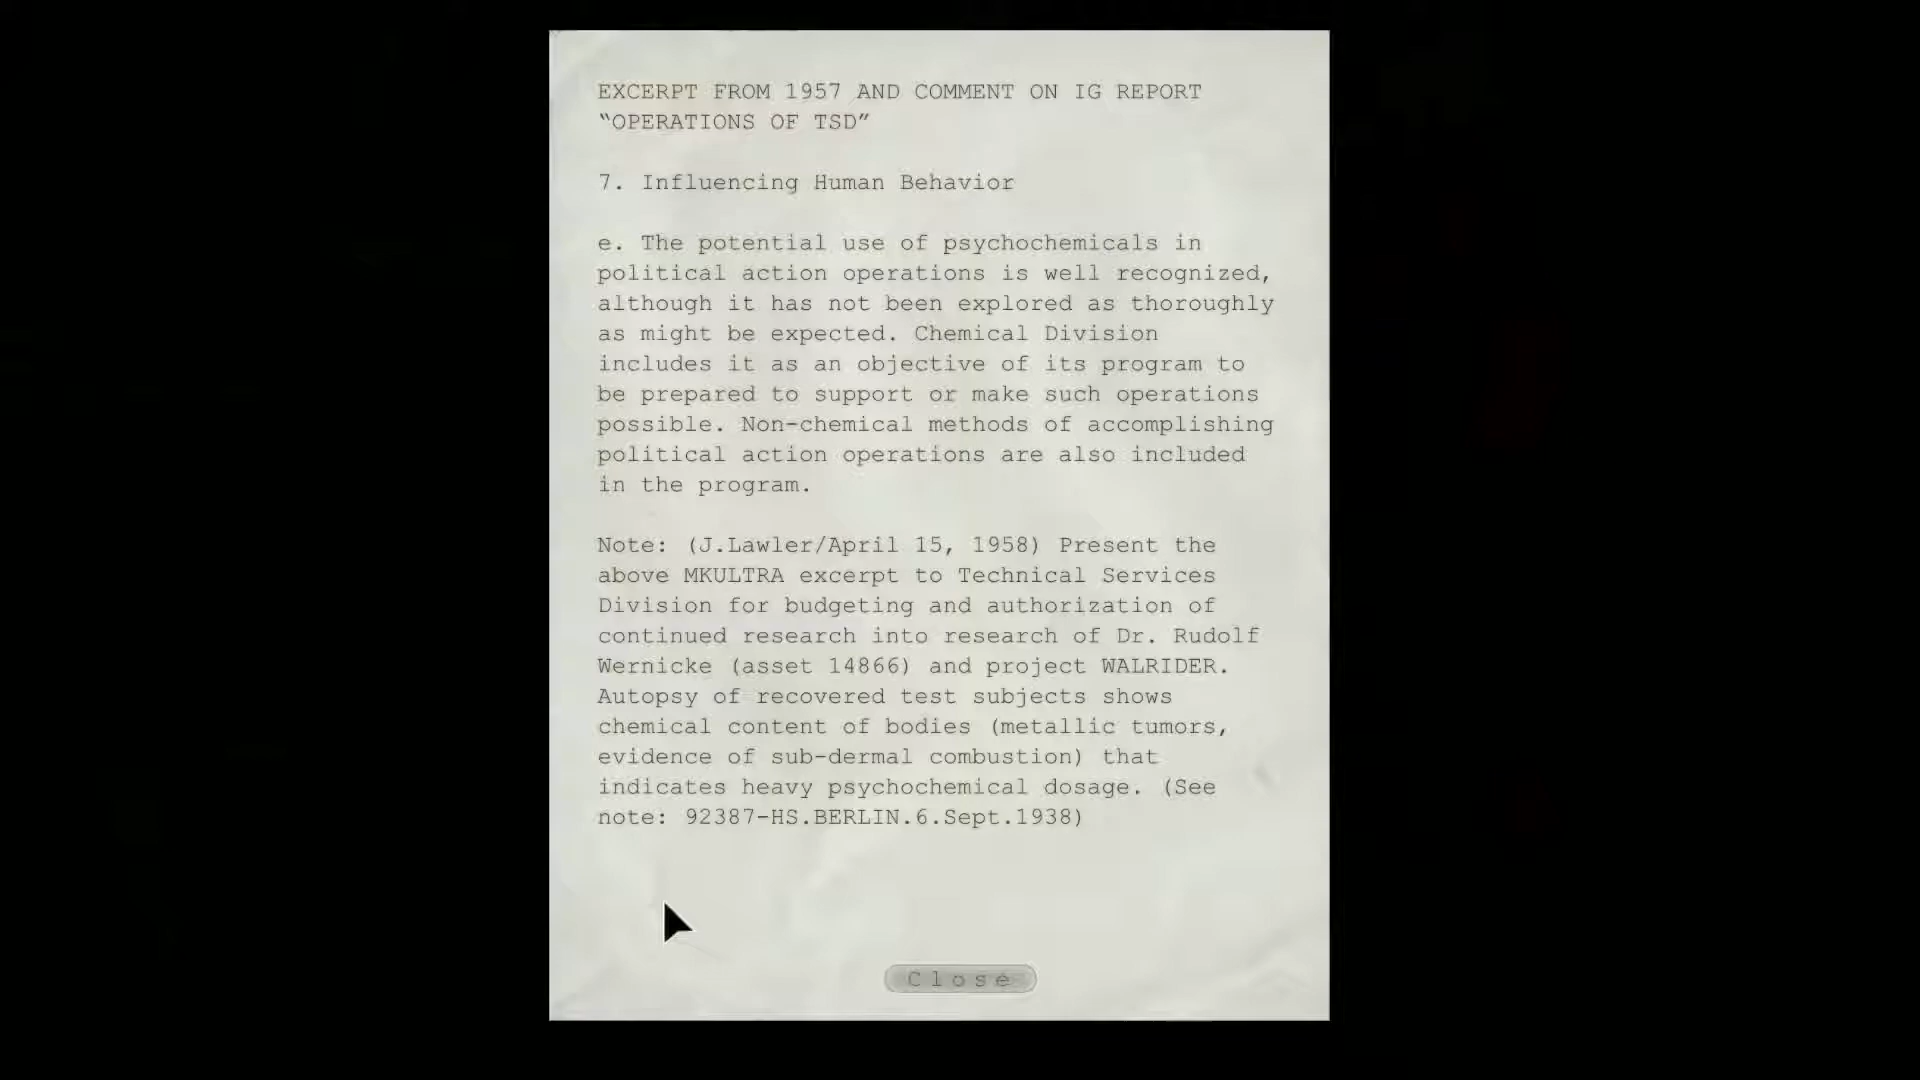 EXCERPT FROM 1957 AND COMMENT ON IG REPORT
“OPERATIONS OF TSD”
7. Influencing Human Behavior
e. The potential use of psychochemicals in
political action operations is well recognized,
although it has not been explored as thoroughly
as might be expected. Chemical Division
includes it as an objective of its program to
be prepared to support or make such operations
possible. Non-chemical methods of accomplishing
political action operations are also included
in the program.
Note: (J.Lawler/April 15, 1958) Present the
above MKULTRA excerpt to Technical Services
Division for budgeting and authorization of
continued research into research of Dr. Rudolf
Wernicke (asset 14866) and project WALRIDER.
Autopsy of recovered test subjects shows
chemical content of bodies (metallic tumors,
evidence of sub-dermal combustion) that
indicates heavy psychochemical dosage. (See
note: 92387-HS.BERLIN.6.Sept.1938)
Close